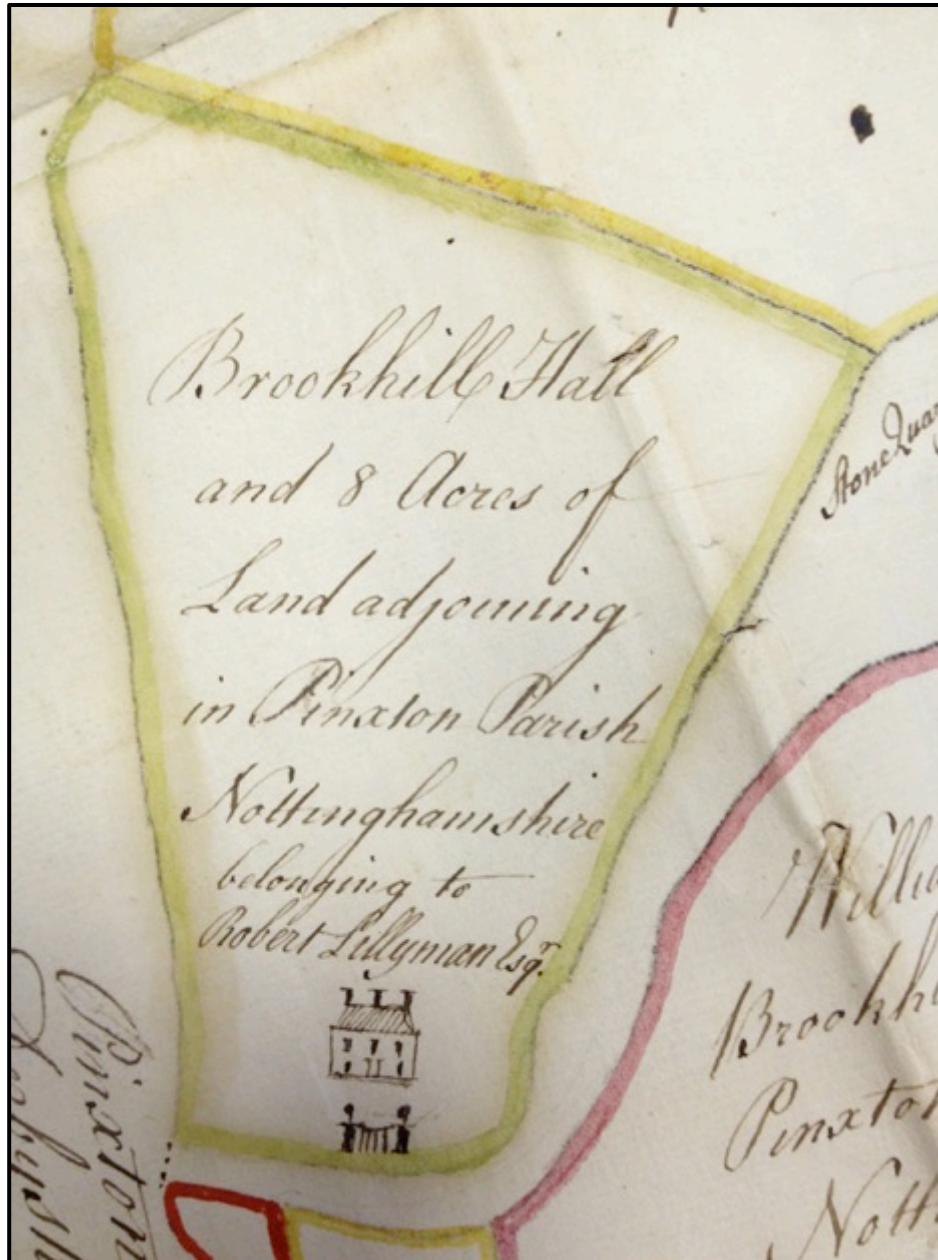 Brookhill Hall
and 8 Acres of
Land adjoining
in Pinxton Parish
Nottinghamshire
belonging to
Robert Lillyman Esqr.
Stone Quar
Willia
Brookhi
Pinxton
Nott
Pinxton